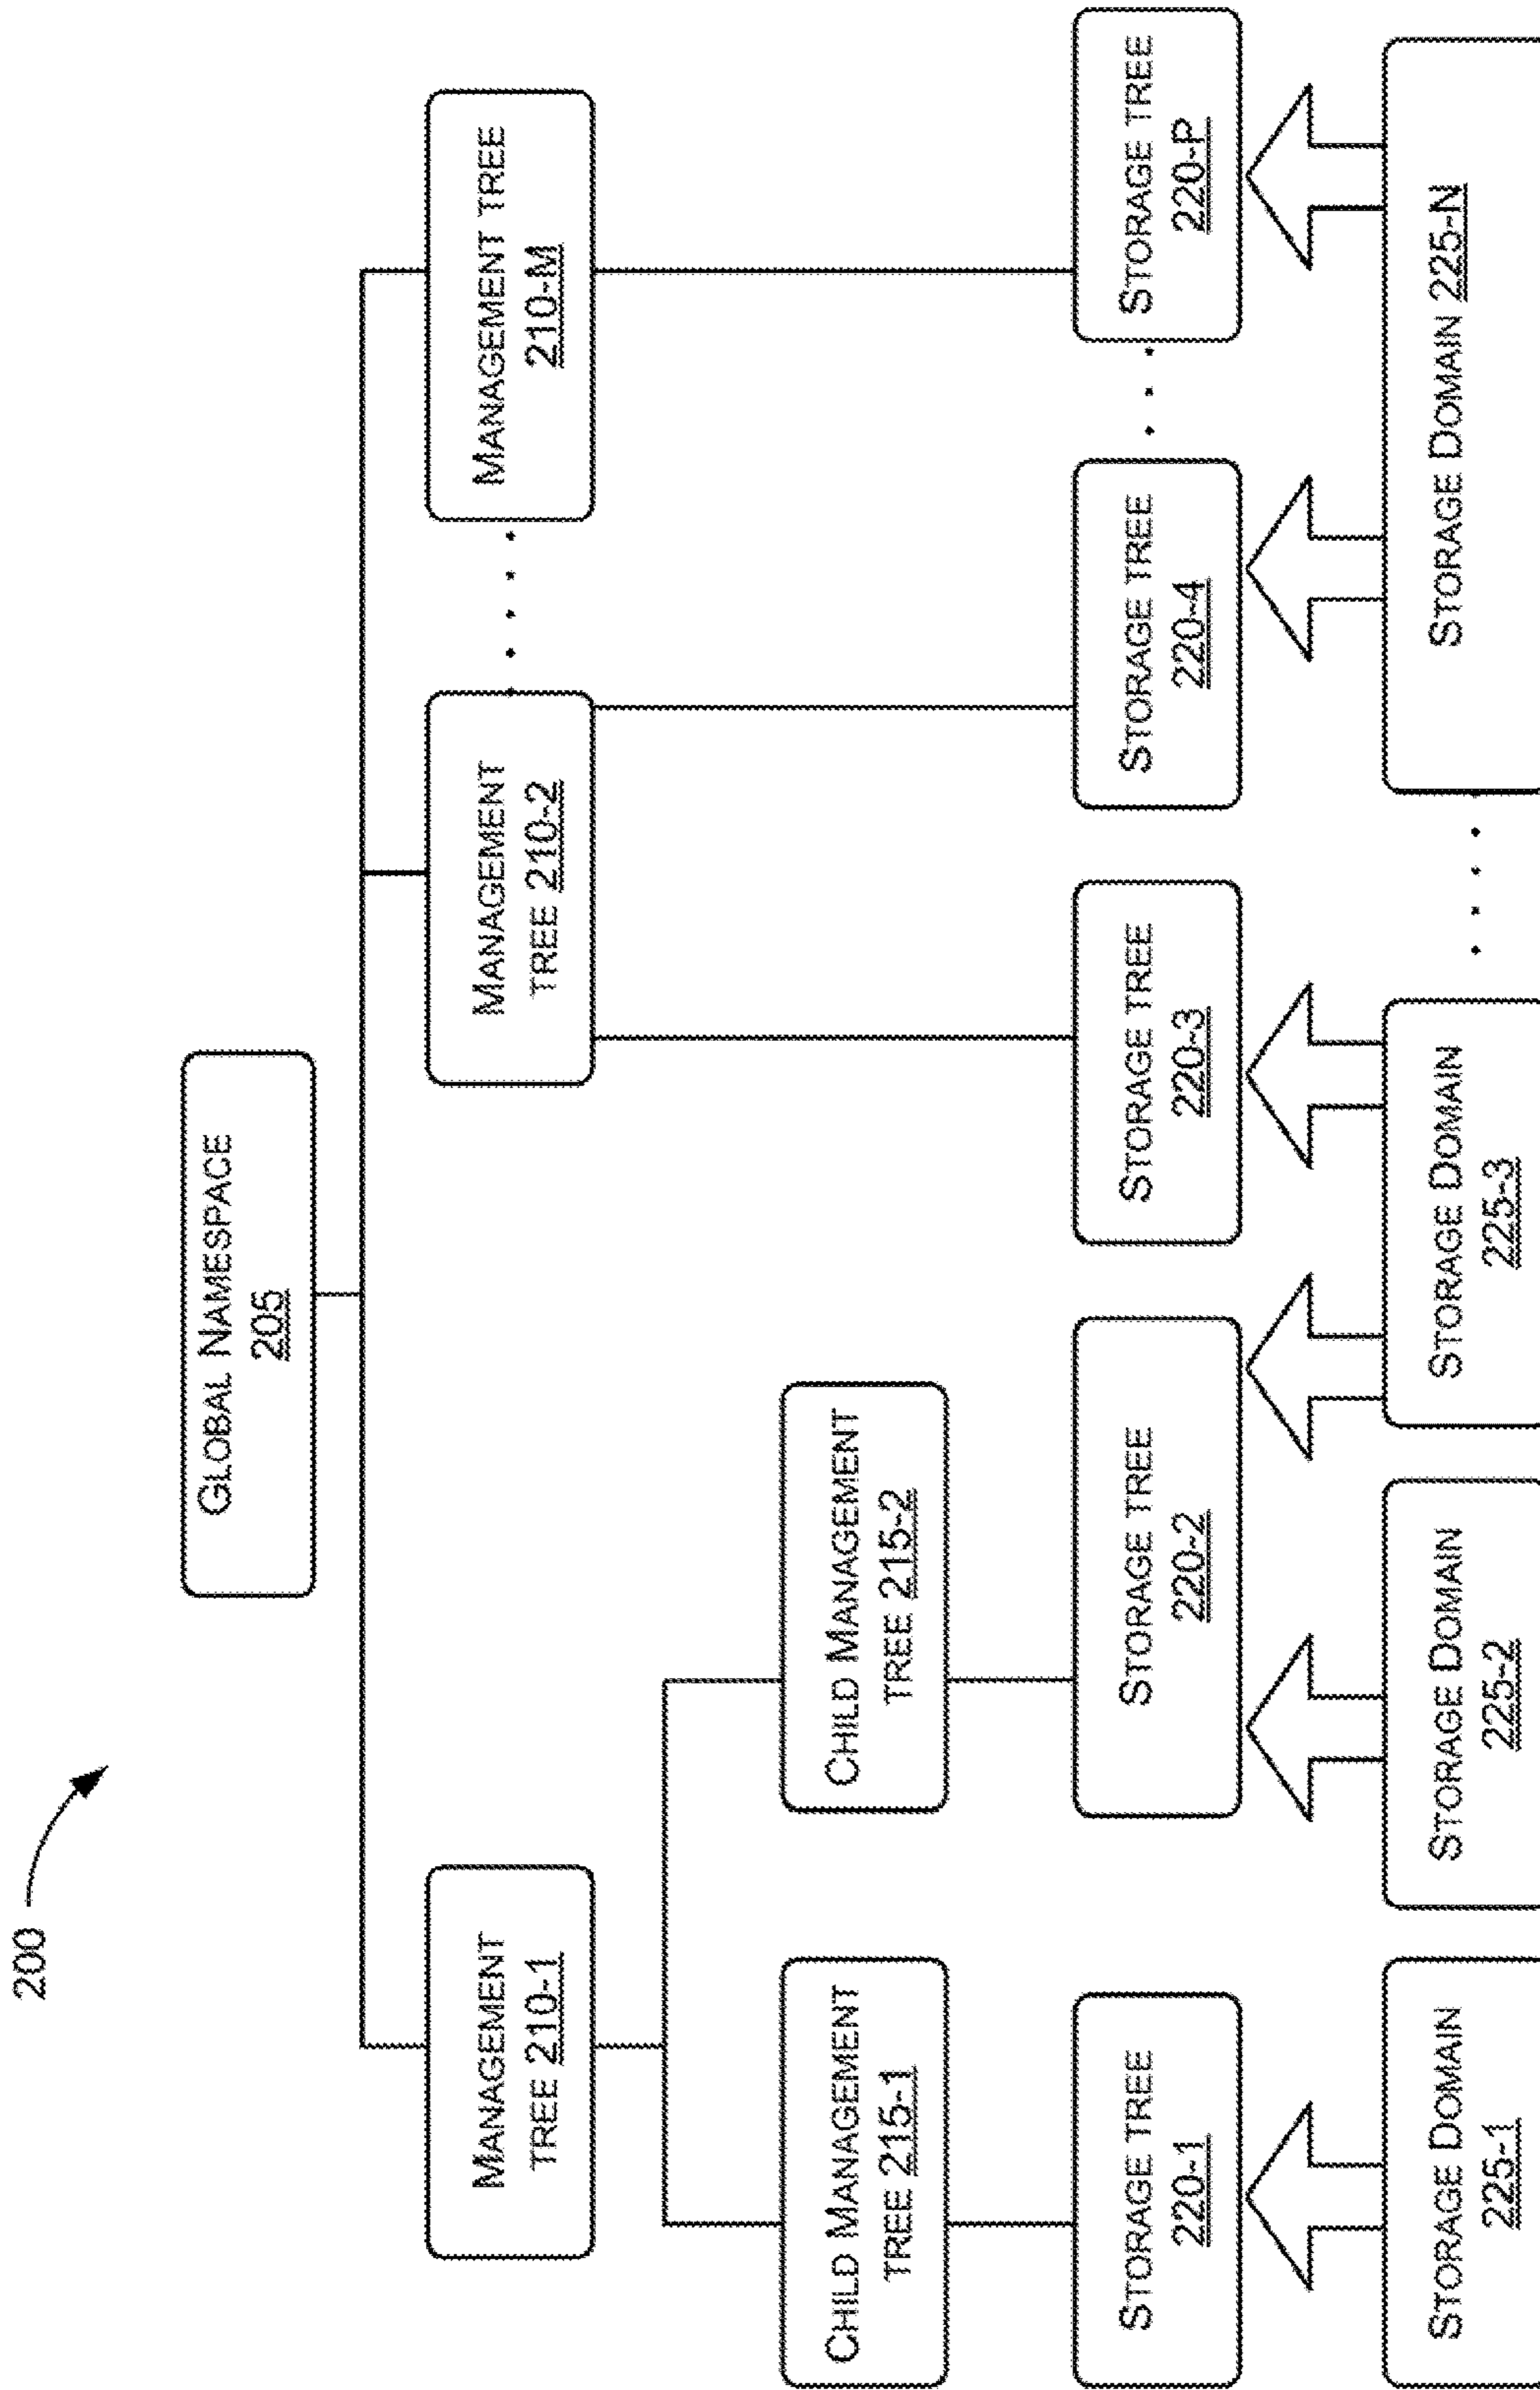 200
GLOBAL NAMESPACE
205
MANAGEMENT
TREE 210-1
MANAGEMENT
TREE 210-2
MANAGEMENT TREE
210-M
CHILD MANAGEMENT
TREE 215-1
CHILD MANAGEMENT
TREE 215-2
STORAGE TREE
220-1
STORAGE TREE
220-2
STORAGE TREE
220-3
STORAGE TREE
220-4
STORAGE TREE
220-P
STORAGE DOMAIN
225-1
STORAGE DOMAIN
225-2
STORAGE DOMAIN
225-3
STORAGE DOMAIN 225-N